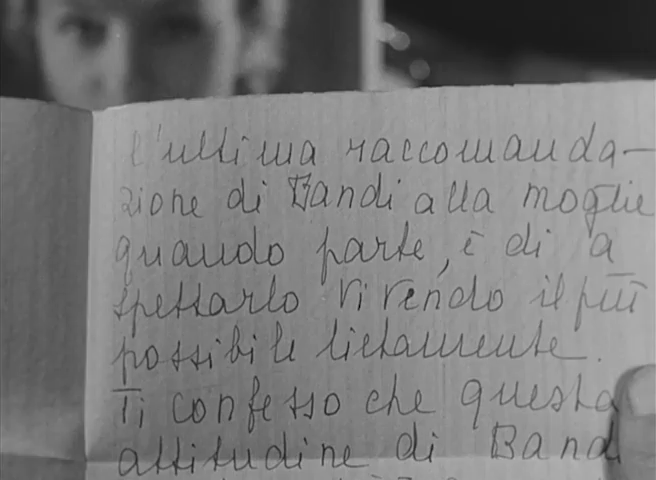 l'ultima raccomanda-
zione di Bandi alla moglie
quando parte, è di a
spettarlo vivendo il più
possibile lietamente.
Ti confesso che questa
attitudine di Bandi